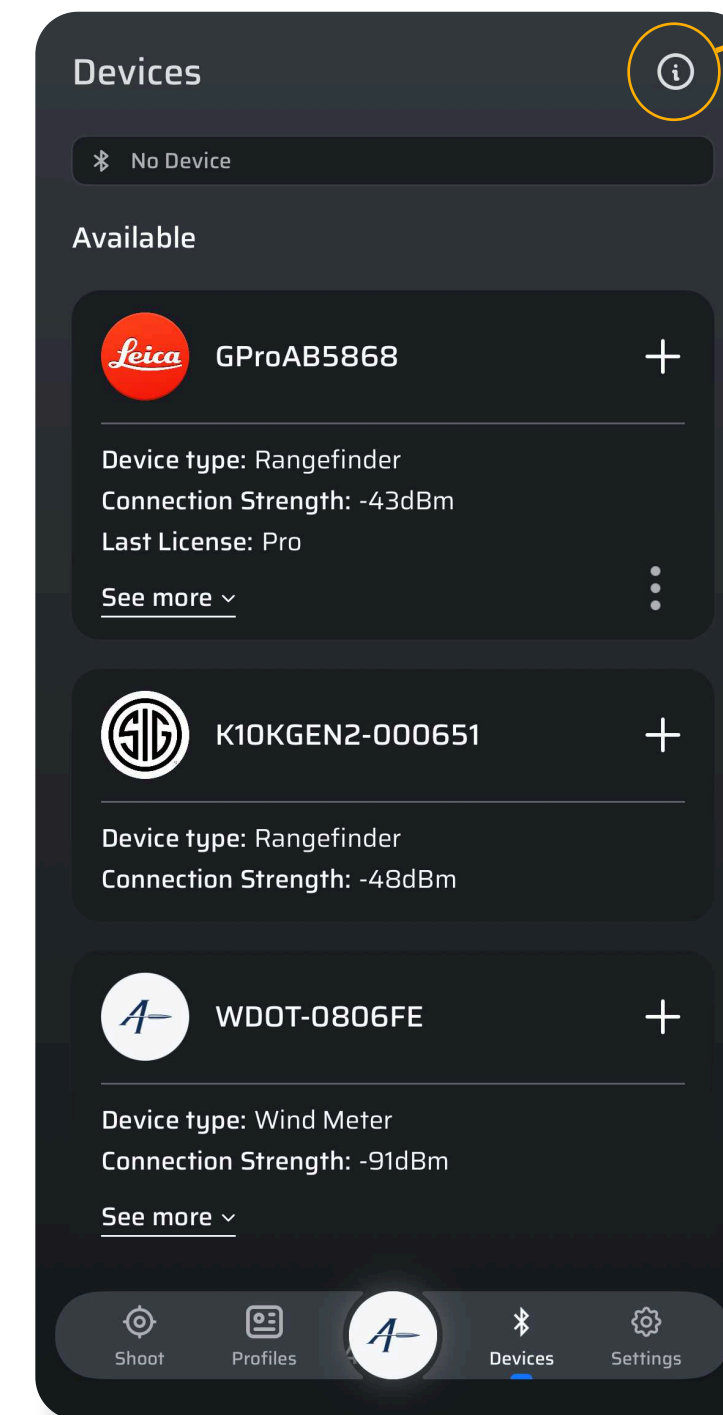 Devices
No Device
Available
Leica
GProAB5868
Device type: Rangefinder
Connection Strength: -43dBm
Last License: Pro
See more
SIG
K10KGEN2-000651
Device type: Rangefinder
Connection Strength: -48dBm
WDOT-0806FE
Device type: Wind Meter
Connection Strength: -91dBm
See more
Shoot
Profiles
Devices
Settings